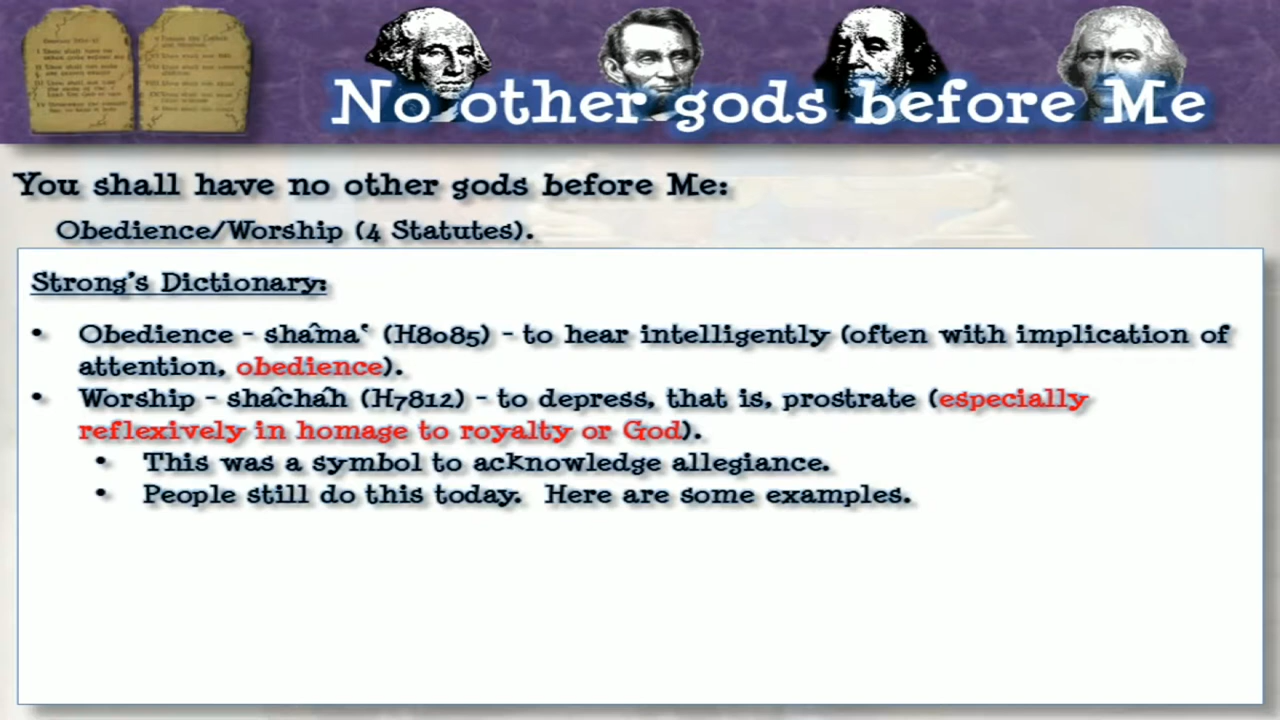 No other gods before Me
You shall have no other gods before Me:
Obedience/Worship (4 Statutes).
Strong's Dictionary:
• Obedience - shâmaʿ (H8085) - to hear intelligently (often with implication of
attention, obedience).
• Worship - shâchâh (H7812) - to depress, that is, prostrate (especially
reflexively in homage to royalty or God).
• This was a symbol to acknowledge allegiance.
• People still do this today. Here are some examples.